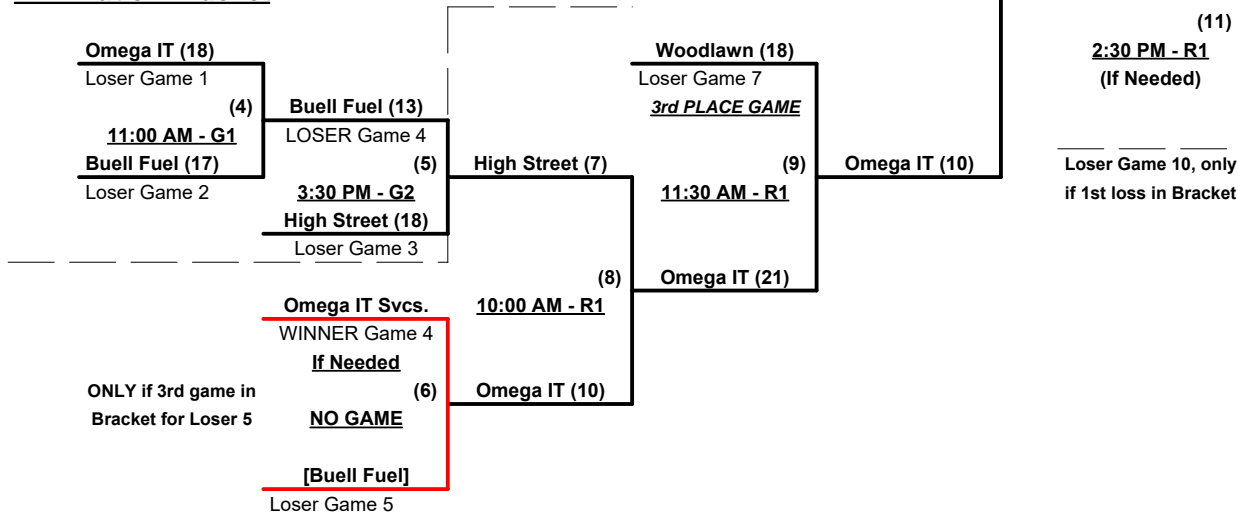 (11)
Omega IT (18)
Woodlawn (18)
2:30 PM - R1
Loser Game 1
Loser Game 7
(If Needed)
(4)
Buell Fuel (13)
3rd PLACE GAME
11:00 AM - G1
LOSER Game 4
Buell Fuel (17)
(5)
High Street (7)
(9)
Omega IT (10)
Loser Game 10, only
Loser Game 2
3:30 PM - G2
11:30 AM - R1
if 1st loss in Bracket
High Street (18)
Loser Game 3
(8)
Omega IT (21)
Omega IT Svcs.
10:00 AM - R1
WINNER Game 4
If Needed
ONLY if 3rd game in
(6)
Omega IT (10)
Bracket for Loser 5
NO GAME
[Buell Fuel]
Loser Game 5